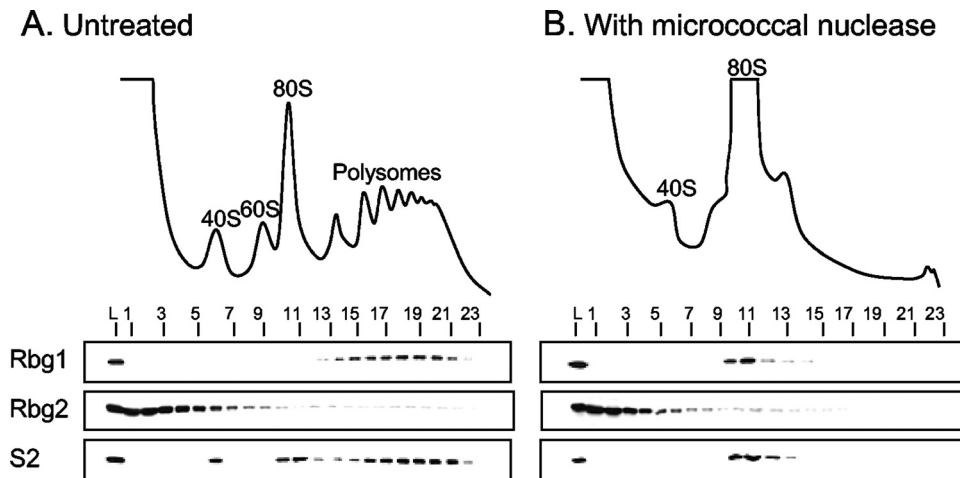 A. Untreated
B. With micrococcal nuclease
80S
Polysomes
40S
60S
80S
40S
L 1 3 5 7 9 11 13 15 17 19 21 23
L 1 3 5 7 9 11 13 15 17 19 21 23
Rbg1
Rbg2
S2